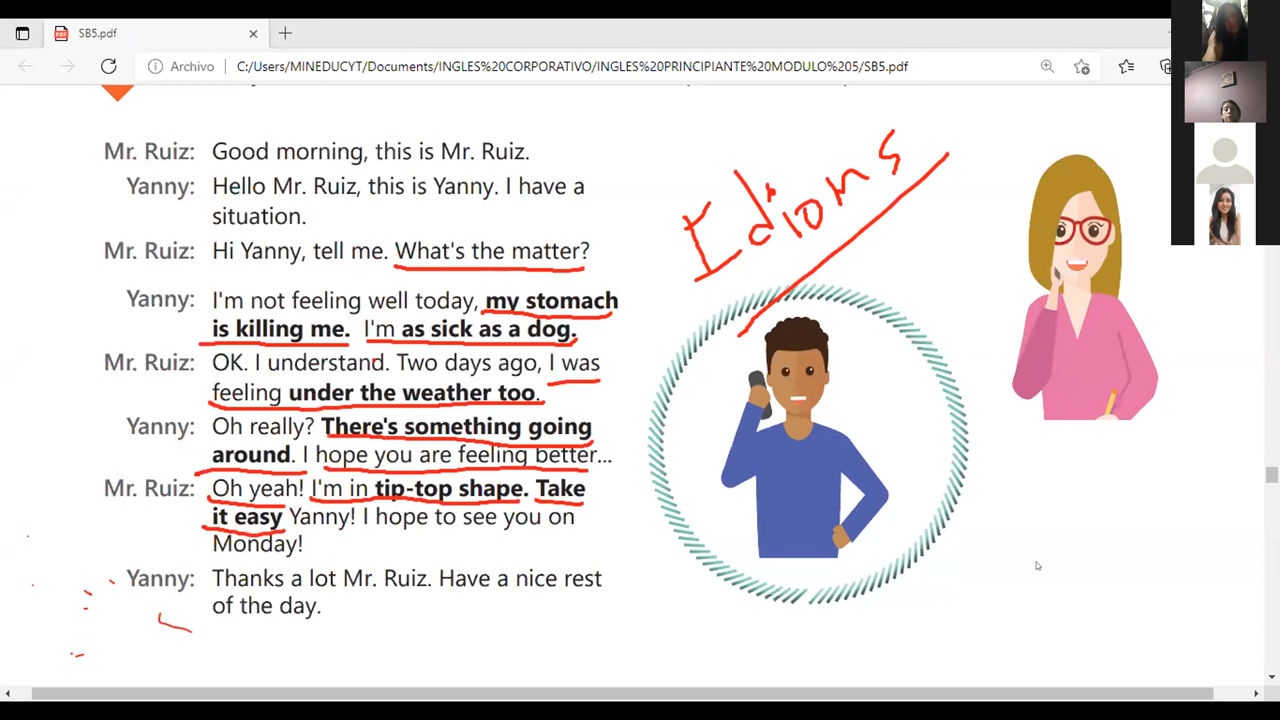 SB5.pdf
Archivo
C:/Users/MINEDUCYT/Documents/INGLES%20CORPORATIVO/INGLES%20PRINCIPIANTE%20MODULO%205/SB5.pdf
Mr. Ruiz: Good morning, this is Mr. Ruiz.
Yanny: Hello Mr. Ruiz, this is Yanny. I have a
situation.
Mr. Ruiz: Hi Yanny, tell me. What's the matter?
Yanny: I'm not feeling well today, my stomach
is killing me. I'm as sick as a dog.
Mr. Ruiz: OK. I understand. Two days ago, I was
feeling under the weather too.
Yanny: Oh really? There's something going
around. I hope you are feeling better...
Mr. Ruiz: Oh yeah! I'm in tip-top shape. Take
it easy Yanny! I hope to see you on
Monday!
Yanny: Thanks a lot Mr. Ruiz. Have a nice rest
of the day.
Idioms